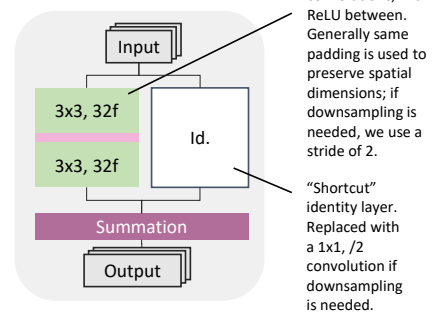 Input
3x3, 32f
3x3, 32f
Id.
Summation
Output
ReLU between.
Generally same
padding is used to
preserve spatial
dimensions; if
downsampling is
needed, we use a
stride of 2.
“Shortcut”
identity layer.
Replaced with
a 1x1, /2
convolution if
downsampling
is needed.